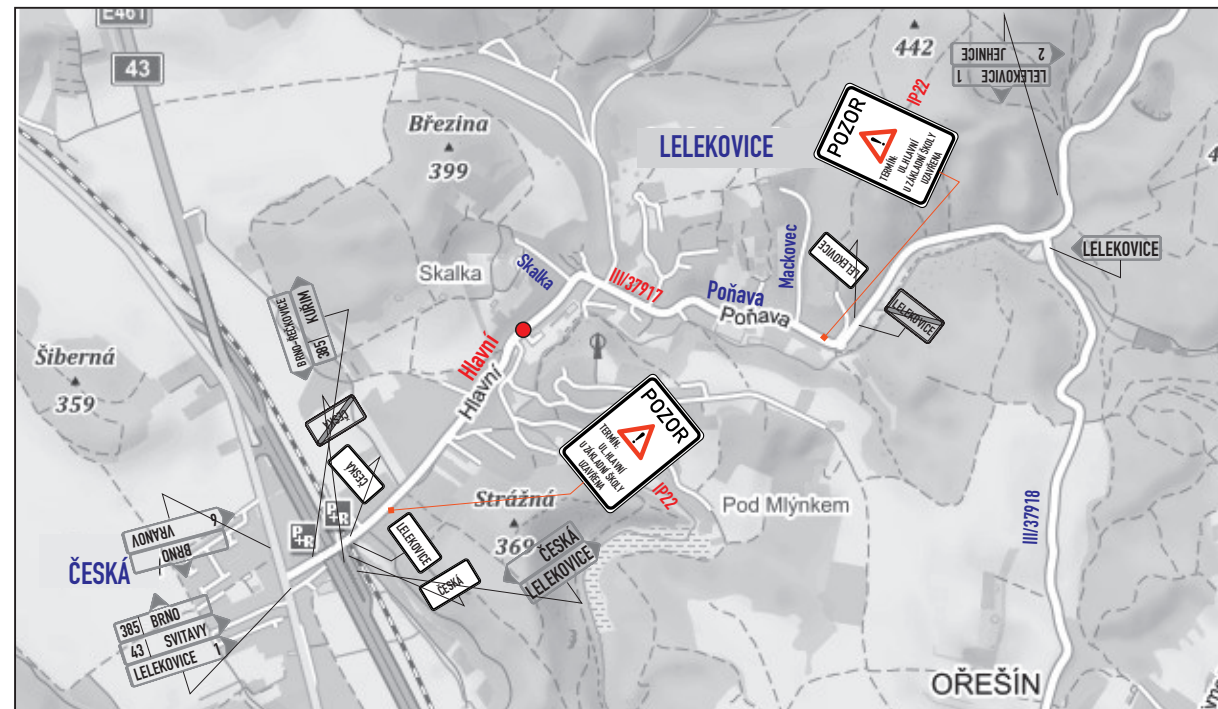 E461
43
442
2 JEHNICE
LELEKOVICE 1
IP22
POZOR
!
TERMÍN:
UL.HLAVNÍ
U ZÁKLADNÍ ŠKOLY
UZAVŘENA
Březina
399
LELEKOVICE
LELEKOVICE
LELEKOVICE
LELEKOVICE
Mackovec
Skalka
Skalka
III/37917
Poňava
Poňava
KUŘIM
385
BRNO-ŘEČKOVICE
Hlavní
Hlavní
Šiberná
359
POZOR
!
TERMÍN:
UL.HLAVNÍ
U ZÁKLADNÍ ŠKOLY
UZAVŘENA
IP22
ČESKÁ
ČESKÁ
Strážná
369
Pod Mlýnkem
III/37918
P+R
P+R
6
VRANOV
BRNO
ČESKÁ
LELEKOVICE
ČESKÁ
ČESKÁ
LELEKOVICE
385 BRNO
43 SVITAVY
LELEKOVICE 1
OŘEŠÍN